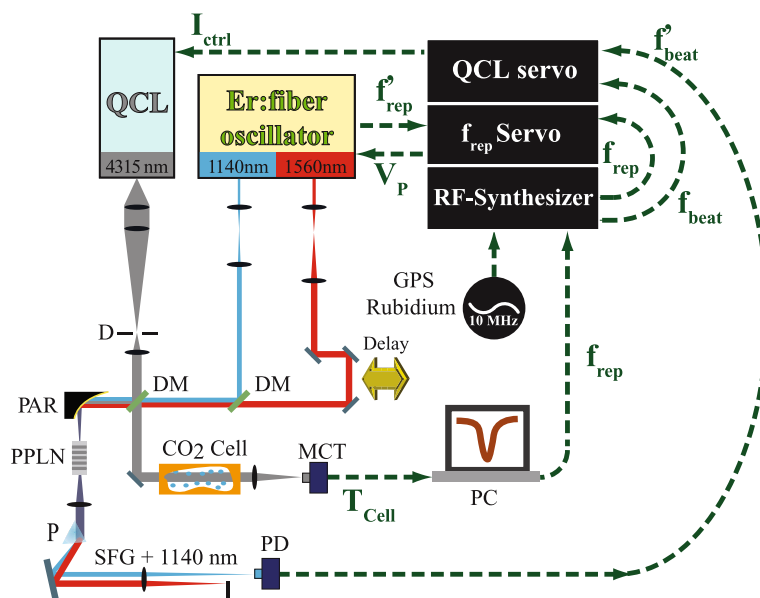 I_ctrl
f'_beat
QCL
QCL servo
Er:fiber
oscillator
f'_rep
f_rep Servo
4315 nm
1140nm
1560nm
V_P
f_rep
RF-Synthesizer
f_beat
GPS
Rubidium
10 MHz
D
Delay
f_rep
DM
DM
PAR
PPLN
CO2 Cell
MCT
T_Cell
PC
P
SFG + 1140 nm
PD